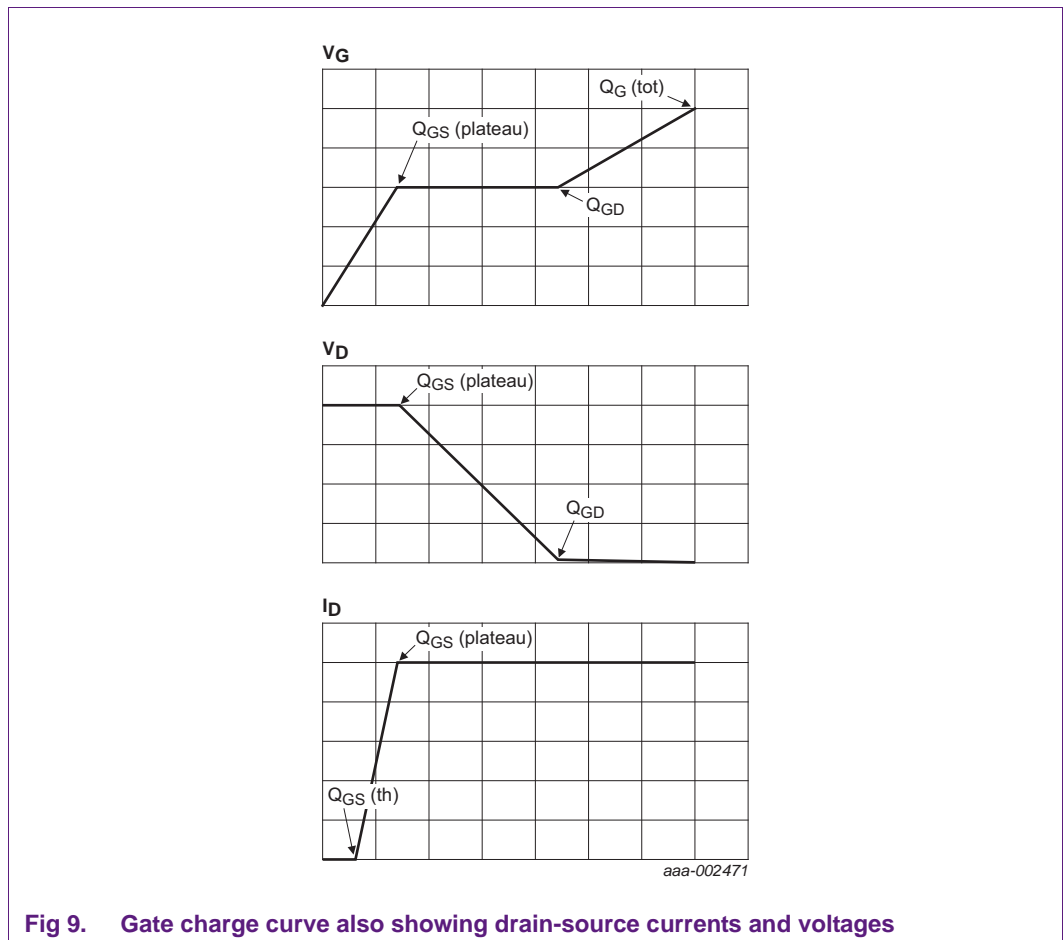 VG
QG (tot)
QGS (plateau)
QGD
VD
QGS (plateau)
QGD
ID
QGS (plateau)
QGS (th)
aaa-002471
Fig 9. Gate charge curve also showing drain-source currents and voltages